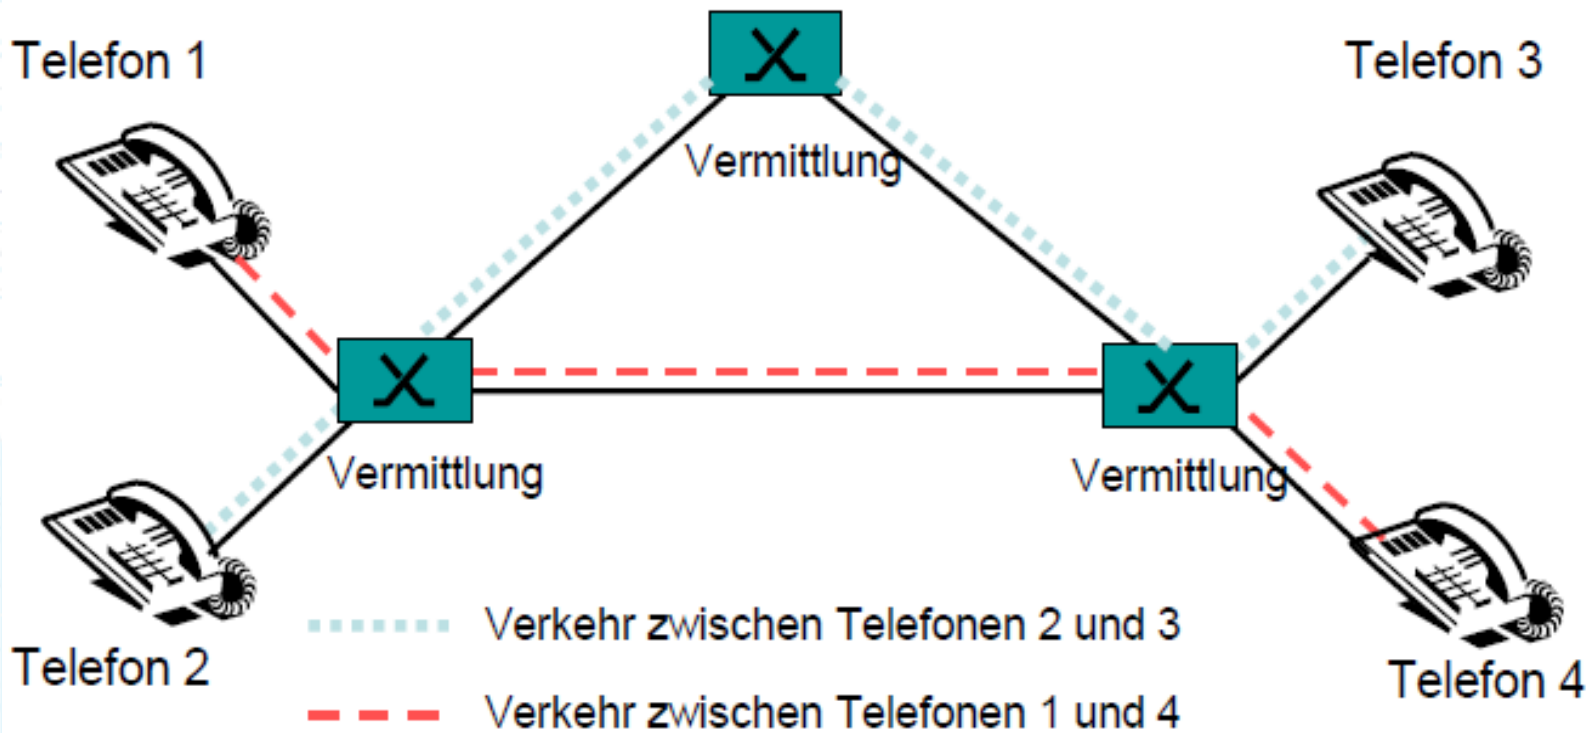 Telefon 1
Telefon 3
Vermittlung
Vermittlung
Vermittlung
Verkehr zwischen Telefonen 2 und 3
Telefon 2
Telefon 4
Verkehr zwischen Telefonen 1 und 4